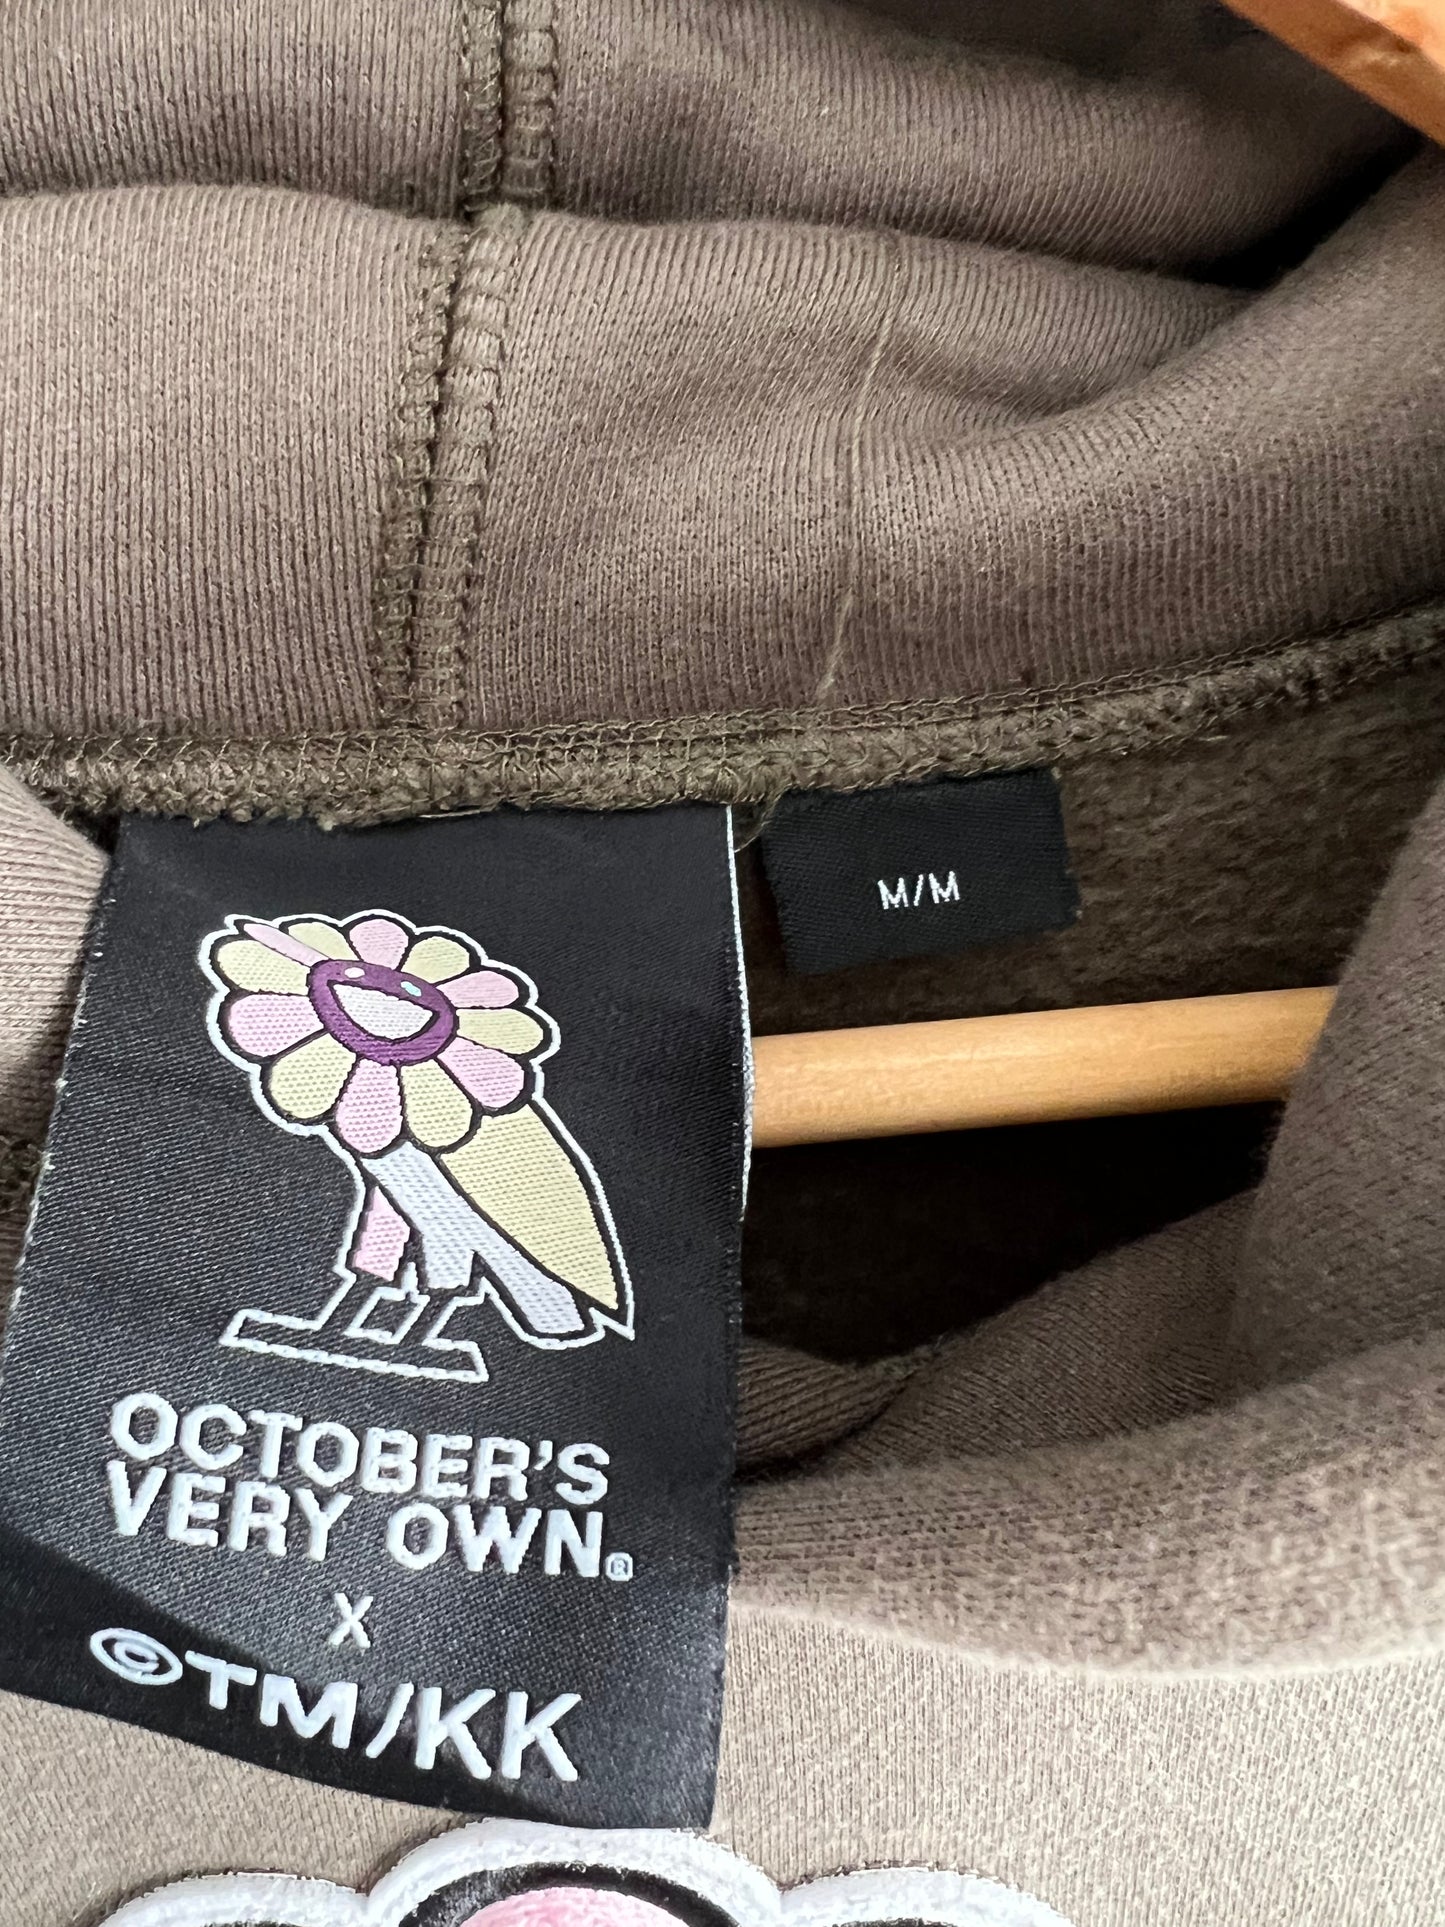 M/M
OCTOBER'S
VERY OWN®
X
©TM/KK